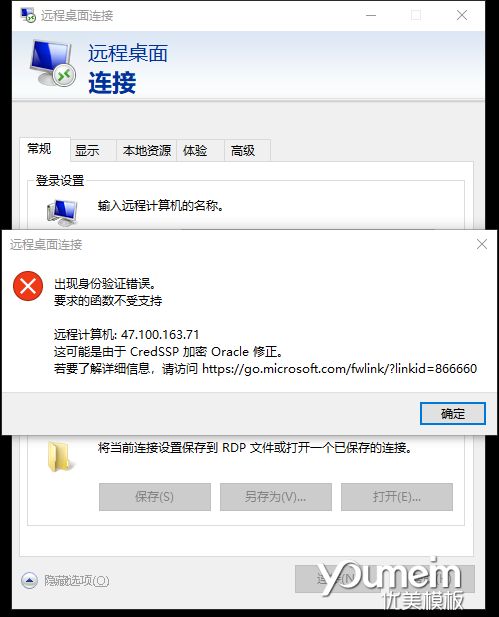 远程桌面连接
远程桌面
连接
常规
显示
本地资源
体验
高级
登录设置
输入远程计算机的名称。
远程桌面连接
出现身份验证错误。
要求的函数不受支持
远程计算机: 47.100.163.71
这可能是由于 CredSSP 加密 Oracle 修正。
若要了解详细信息，请访问 https://go.microsoft.com/fwlink/?linkid=866660
确定
将当前连接设置保存到 RDP 文件或打开一个已保存的连接。
保存(S)
另存为(V)...
打开(E)...
隐藏选项(O)
youmein
优美模板